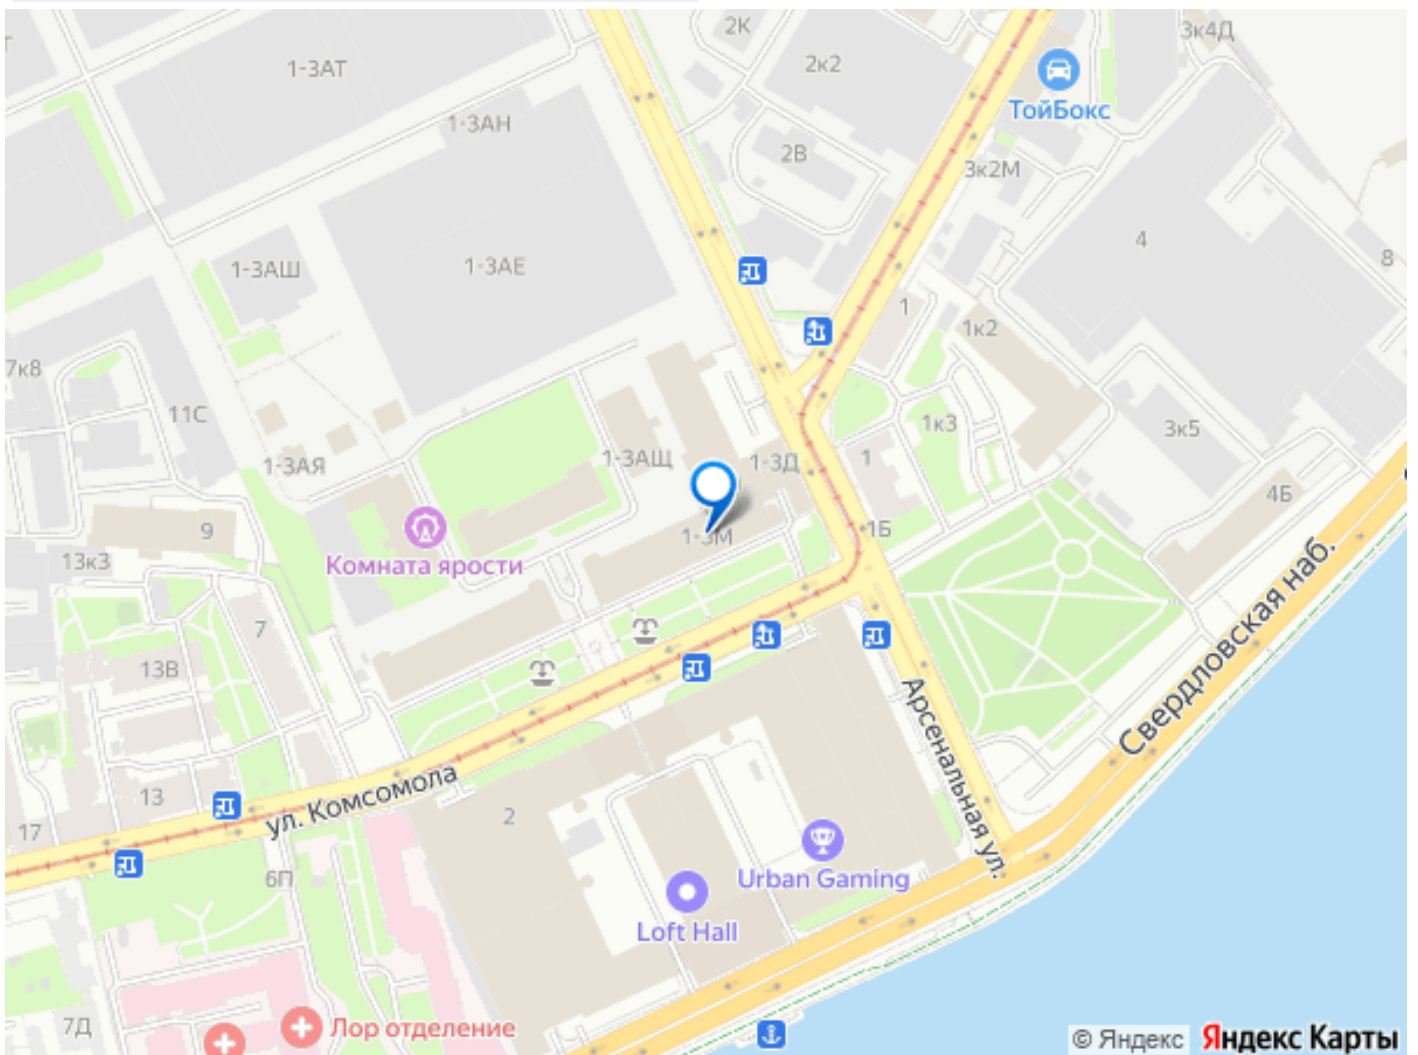 2К
3к4Д
1-3АТ
2к2
ТойБокс
1-3АН
2В
3к2М
4
1-3АШ
1-3АЕ
8
1
1к2
7к8
11С
1к3
3к5
1-3АЩ
1-3Д
1
1-3АЯ
4Б
1-3М
1Б
9
13к3
Комната ярости
7
13В
Свердловская наб.
Арсенальная ул.
ул. Комсомола
13
2
17
6П
Urban Gaming
Loft Hall
7Д
Лор отделение
© Яндекс Яндекс Карты